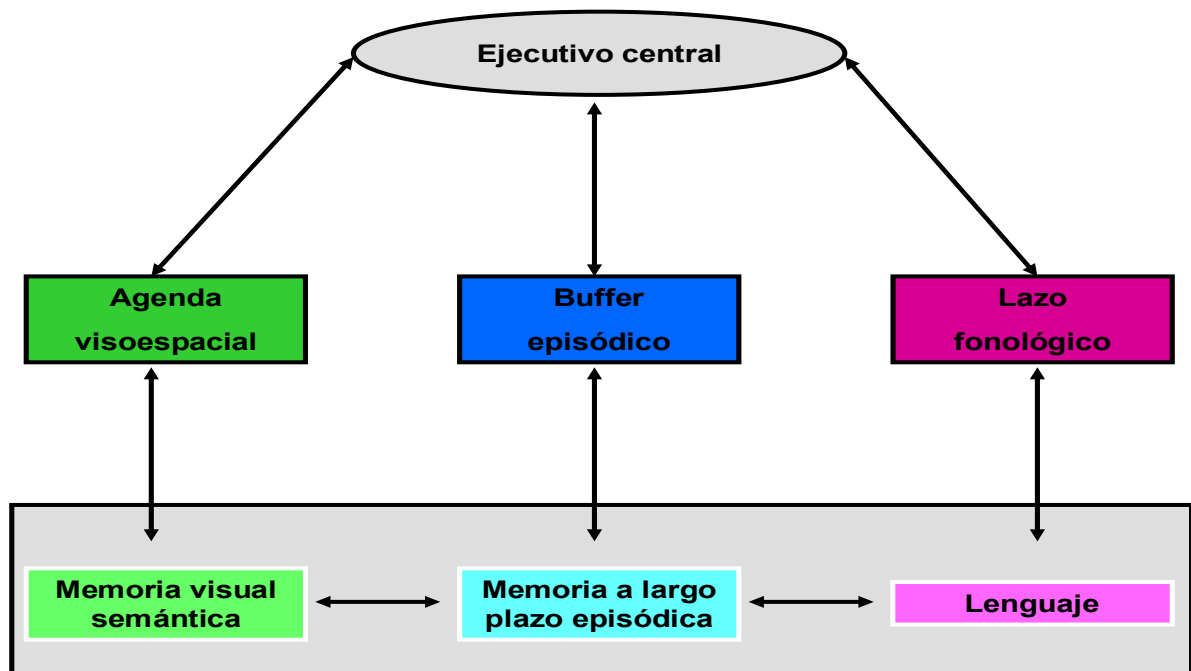 Ejecutivo central
Agenda
visoespacial
Buffer
episódico
Lazo
fonológico
Memoria visual
semántica
Memoria a largo
plazo episódica
Lenguaje